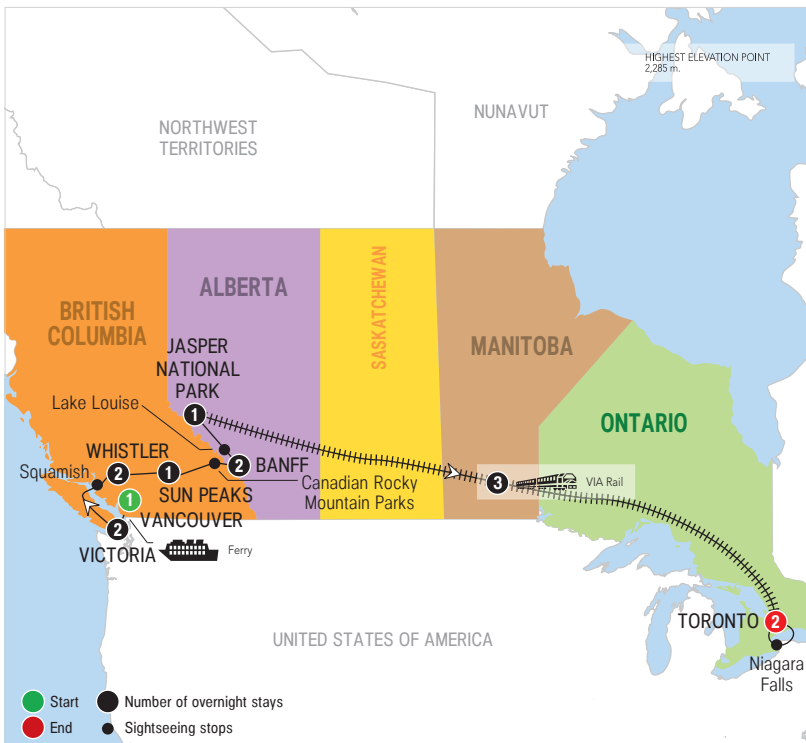 HIGHEST ELEVATION POINT
2,285 m.
NUNAVUT
NORTHWEST
TERRITORIES
BRITISH
COLUMBIA
ALBERTA
SASKATCHEWAN
MANITOBA
ONTARIO
JASPER
NATIONAL
PARK
1
Lake Louise
WHISTLER
2
Squamish
1
SUN PEAKS
2
BANFF
Canadian Rocky
Mountain Parks
1
VANCOUVER
2
VICTORIA
Ferry
3
VIA Rail
TORONTO
2
Niagara
Falls
UNITED STATES OF AMERICA
Start
Number of overnight stays
End
Sightseeing stops